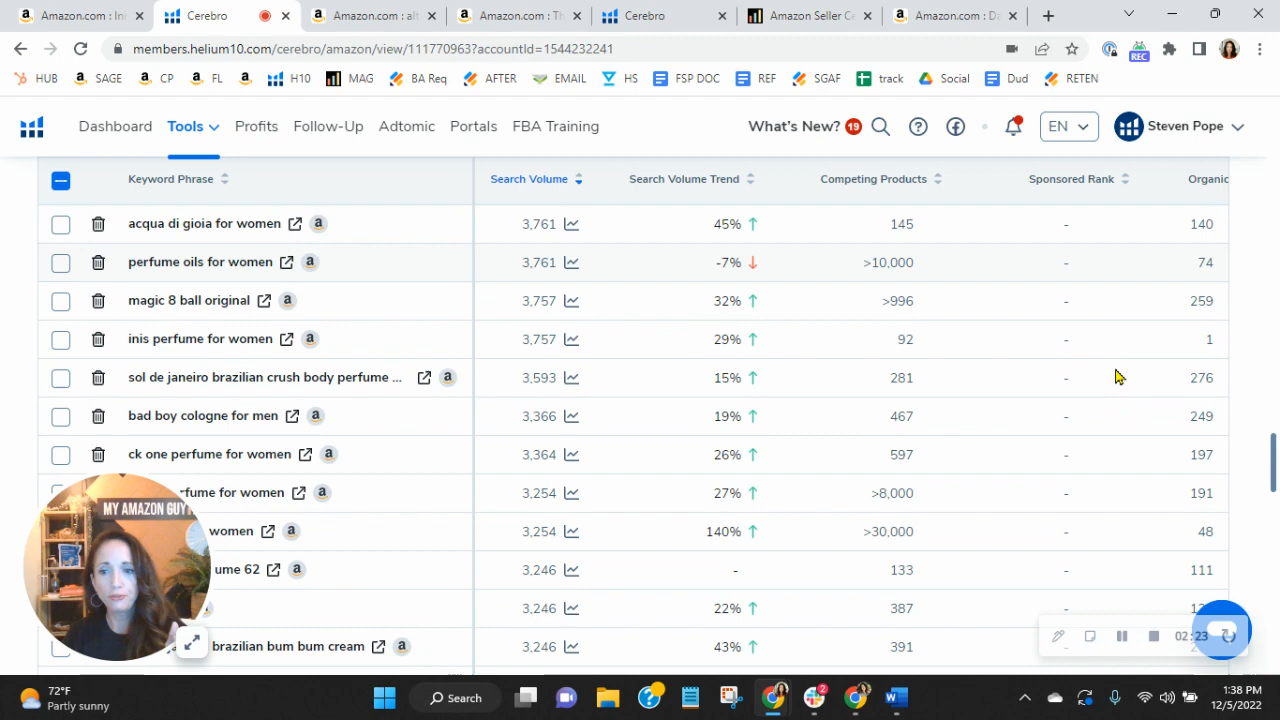 Amazon.com : Ini
Cerebro
Amazon.com : alt
Amazon.com : Th
Cerebro
Amazon Seller Ce
Amazon.com : Da
members.helium10.com/cerebro/amazon/view/111770963?accountId=1544232241
REC
HUB SAGE CP FL H10 MAG BA Req AFTER EMAIL HS FSP DOC REF SGAF track Social Dud RETEN
Dashboard Tools Profits Follow-Up Adtomic Portals FBA Training What's New? 19 EN Steven Pope
Keyword Phrase Search Volume Search Volume Trend Competing Products Sponsored Rank Organic
acqua di gioia for women 3,761 45% 145 - 140
perfume oils for women 3,761 -7% >10,000 - 74
magic 8 ball original 3,757 32% >996 - 259
inis perfume for women 3,757 29% 92 - 1
sol de janeiro brazilian crush body perfume ... 3,593 15% 281 - 276
bad boy cologne for men 3,366 19% 467 - 249
ck one perfume for women 3,364 26% 597 - 197
rfume for women 3,254 27% >8,000 - 191
women 3,254 140% >30,000 - 48
ume 62 3,246 - 133 - 111
3,246 22% 387 -
brazilian bum bum cream 3,246 43% 391
MY AMAZON GUY
02:23
72°F
Partly sunny
Search
2
1:38 PM
12/5/2022